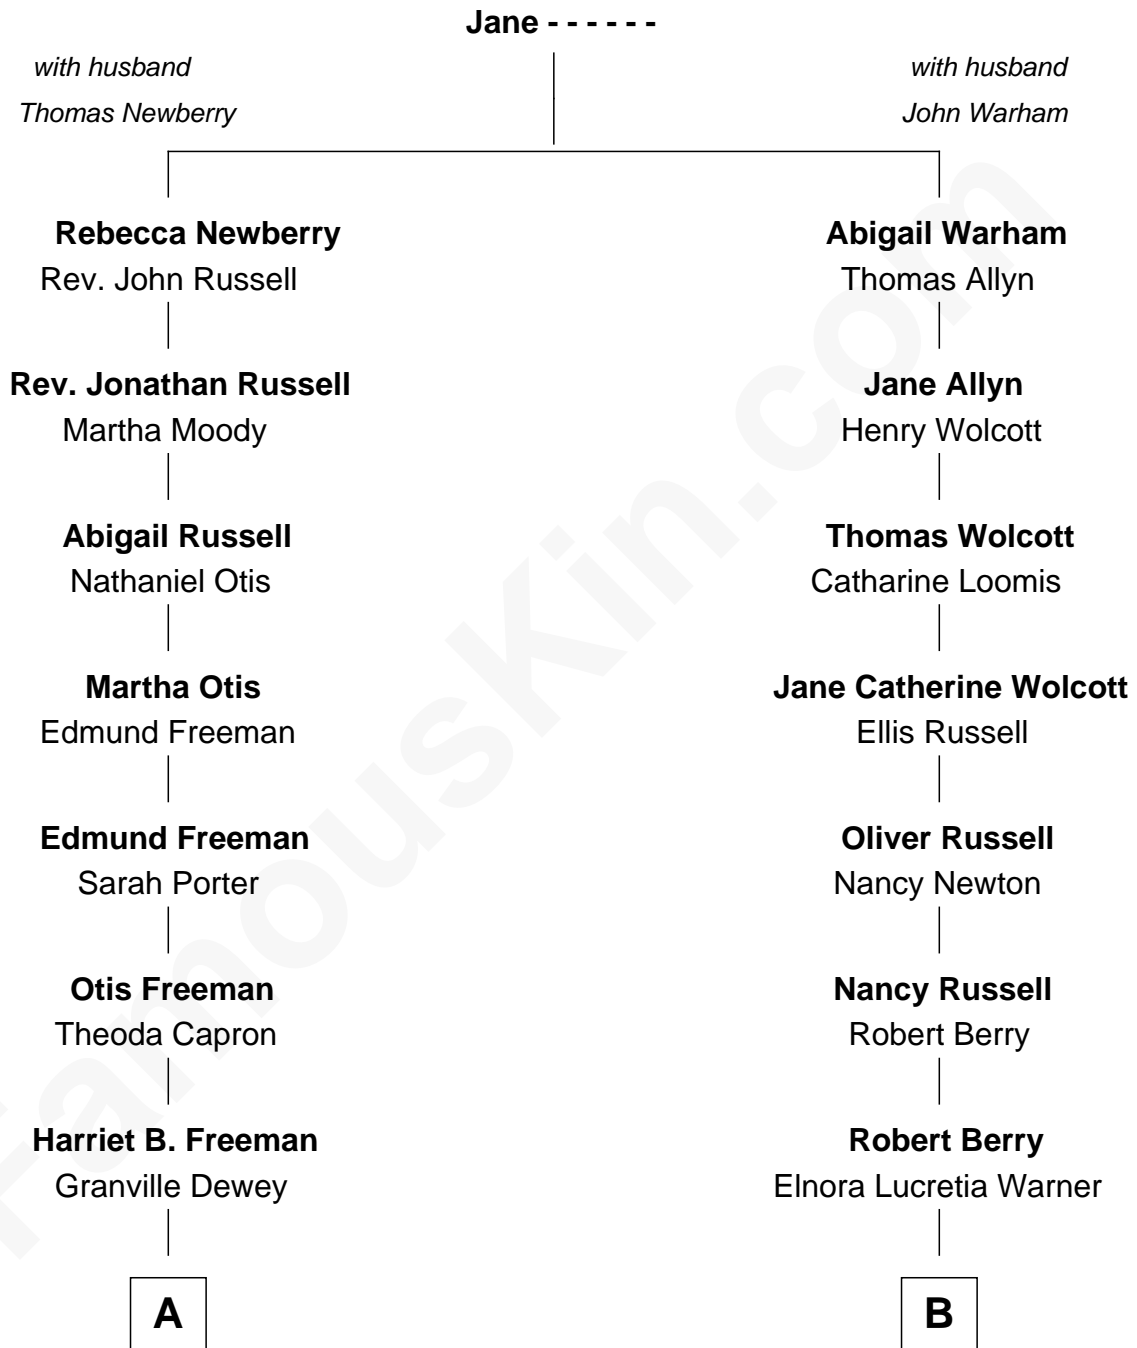 Jane - - - - - -
with husband
Thomas Newberry
with husband
John Warham
Rebecca Newberry
Rev. John Russell
Abigail Warham
Thomas Allyn
Rev. Jonathan Russell
Martha Moody
Jane Allyn
Henry Wolcott
Abigail Russell
Nathaniel Otis
Thomas Wolcott
Catharine Loomis
Martha Otis
Edmund Freeman
Jane Catherine Wolcott
Ellis Russell
Edmund Freeman
Sarah Porter
Oliver Russell
Nancy Newton
Otis Freeman
Theoda Capron
Nancy Russell
Robert Berry
Harriet B. Freeman
Granville Dewey
Robert Berry
Elnora Lucretia Warner
A
B
FamousKin.com